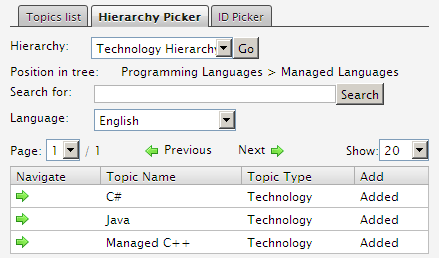 Topics list Hierarchy Picker ID Picker
Hierarchy: Technology Hierarchy Go
Position in tree: Programming Languages > Managed Languages
Search for: Search
Language: English
Page: 1 / 1 Previous Next Show: 20
Navigate Topic Name Topic Type Add
C# Technology Added
Java Technology Added
Managed C++ Technology Added